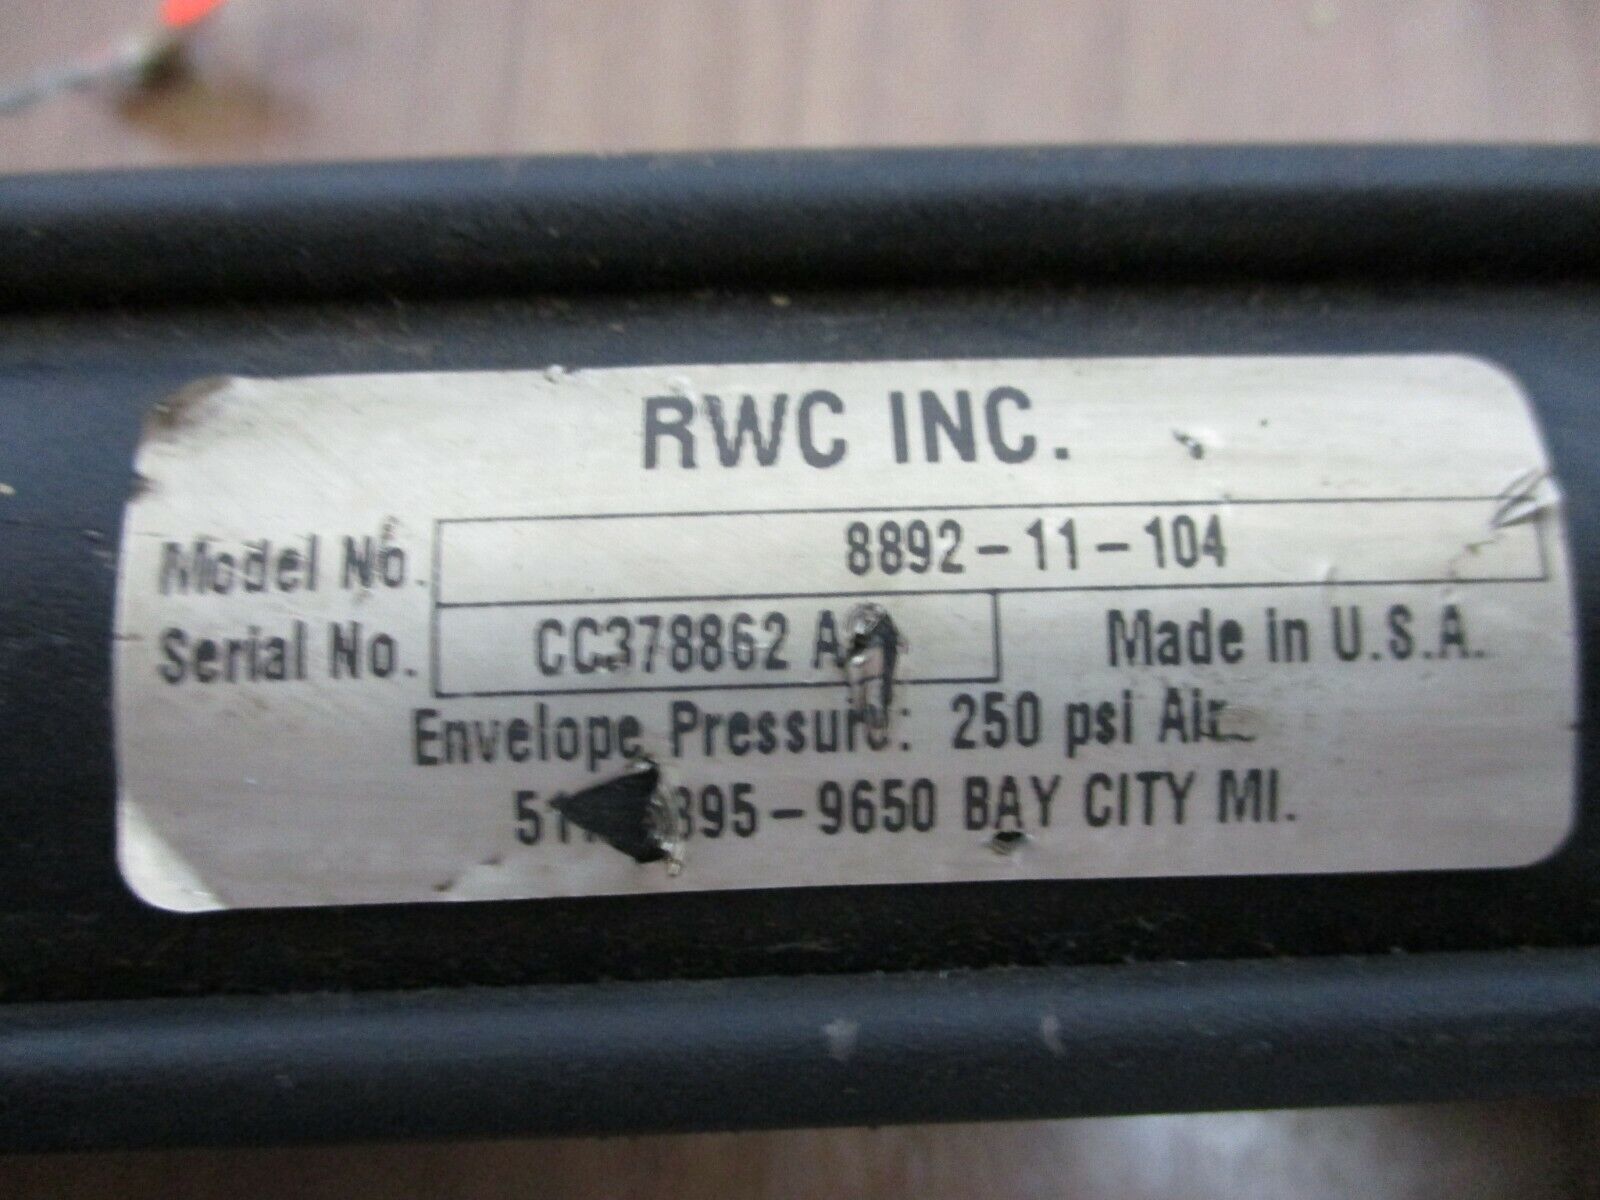 RWC INC.
Model No. 8892-11-104
Serial No. CC378862 Made in U.S.A.
Envelope Pressure: 250 psi Air
9650 BAY CITY MI.